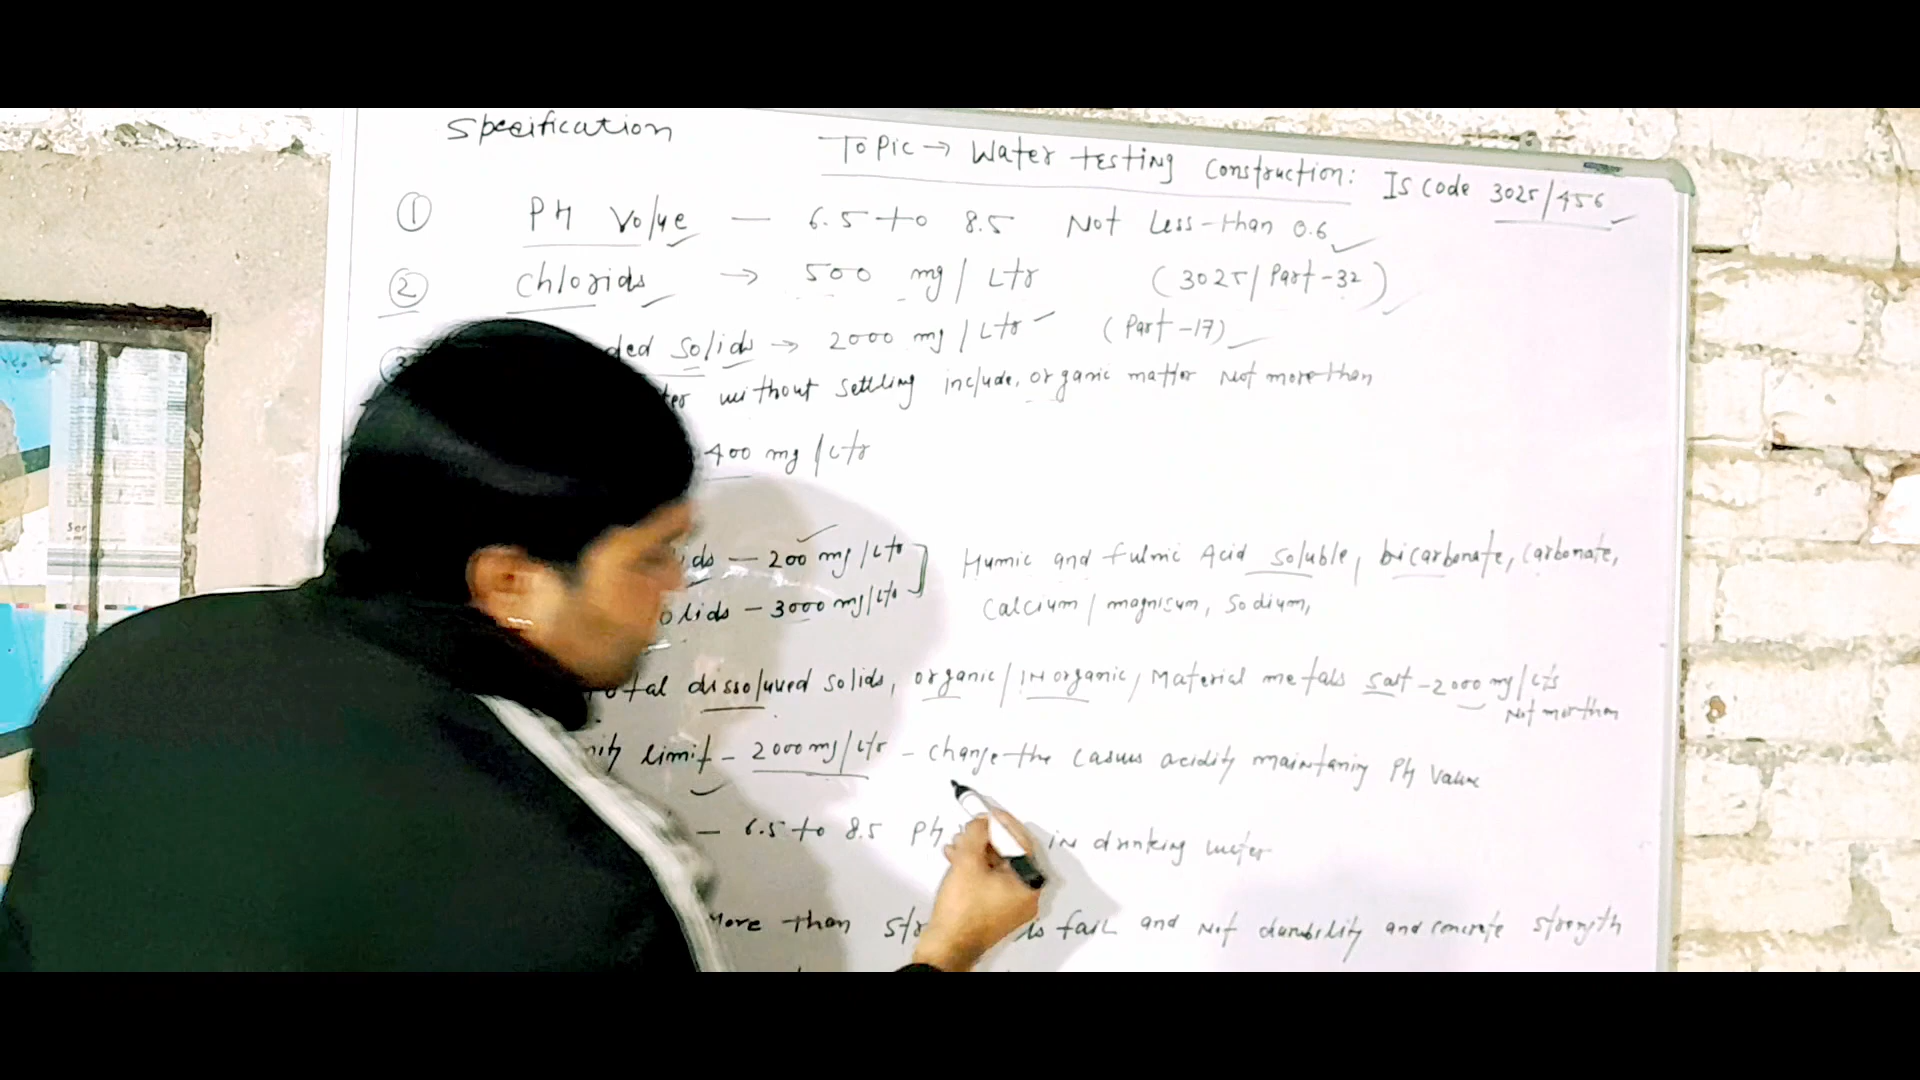 Specification
Topic → Water testing Construction: IS Code 3025/456
① PH Value — 6.5 to 8.5 Not Less-than 0.6
② Chlorids → 500 mg/Ltr (3025/Part-32)
③ ded solids → 2000 mg/Ltr (Part-17)
ter without settling include, organic matter Not more than
400 mg/Ltr
ids — 200 mg/Ltr Humic and fulmic Acid soluble, bicarbonate, carbonate,
olids — 3000 mg/Ltr Calcium/magnisum, Sodium,
total dissoluved solids, organic/INorganic, Material metals salt - 2000 mg/Ltr
Not mor than
nity limit - 2000 mg/Ltr - change the acidity maintaning PH Value
— 6.5 to 8.5 PH in drinking water
More than is fail and Not durability and concrete strength